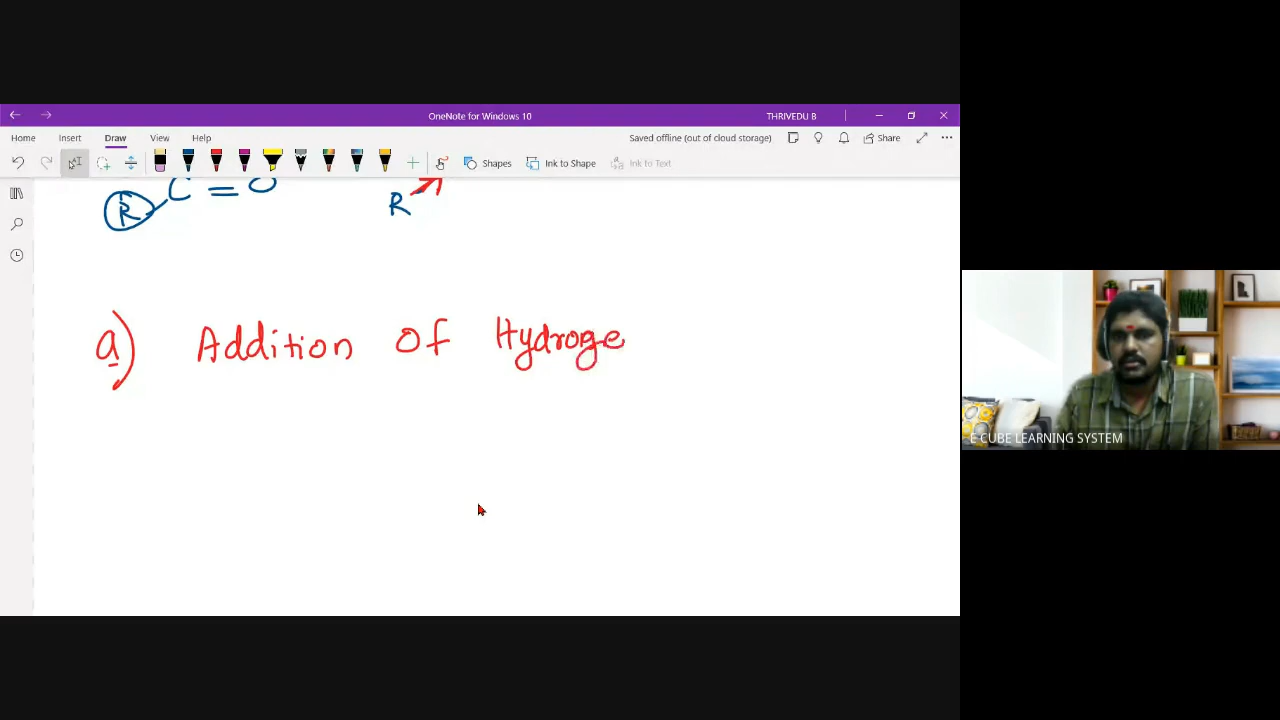 OneNote for Windows 10
THRIVEDU B
Home Insert Draw View Help
Saved offline (out of cloud storage)
Share
Shapes
Ink to Shape
Ink to Text
R C = O
R
a) Addition Of Hydroge
E CUBE LEARNING SYSTEM